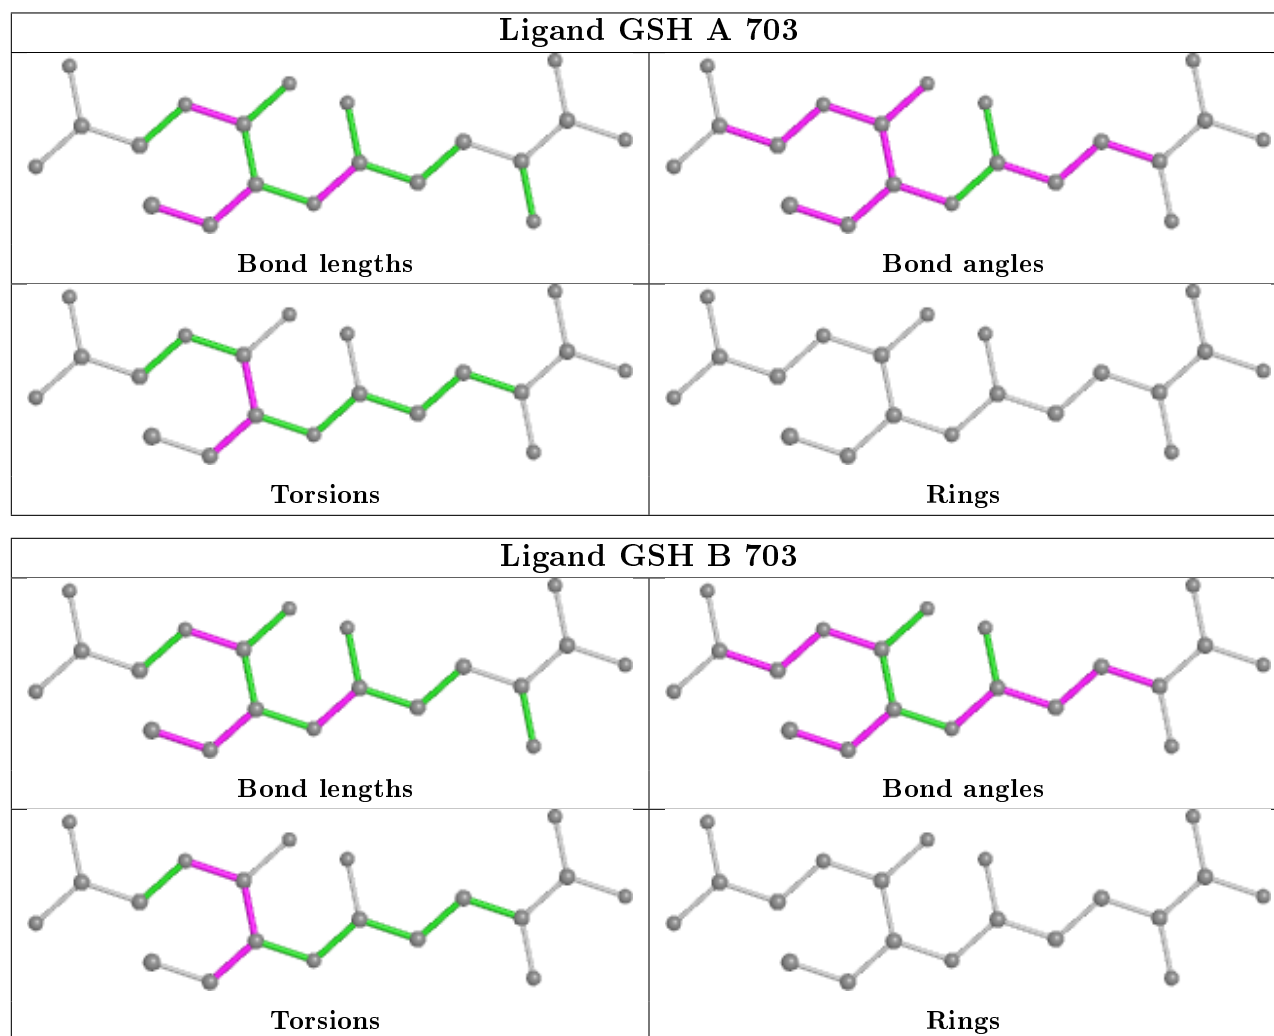 Ligand GSH A 703
Bond lengths
Bond angles
Torsions
Rings
Ligand GSH B 703
Bond lengths
Bond angles
Torsions
Rings